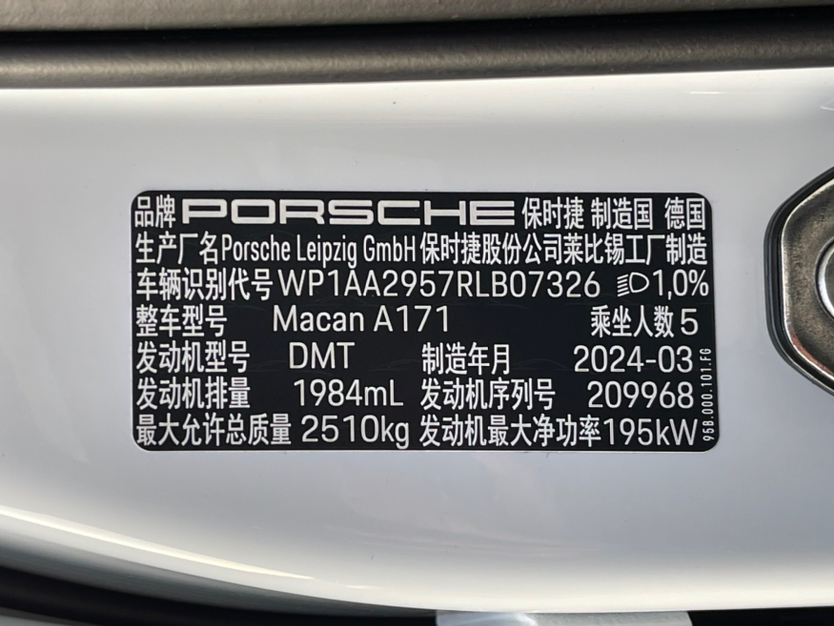 品牌 PORSCHE 保时捷 制造国 德国
生产厂名Porsche Leipzig GmbH 保时捷股份公司莱比锡工厂制造
车辆识别代号 WP1AA2957RLB07326 1,0%
整车型号 Macan A171 乘坐人数 5
发动机型号 DMT 制造年月 2024-03
发动机排量 1984mL 发动机序列号 209968
最大允许总质量 2510kg 发动机最大净功率195kW
95B.000.101.FG